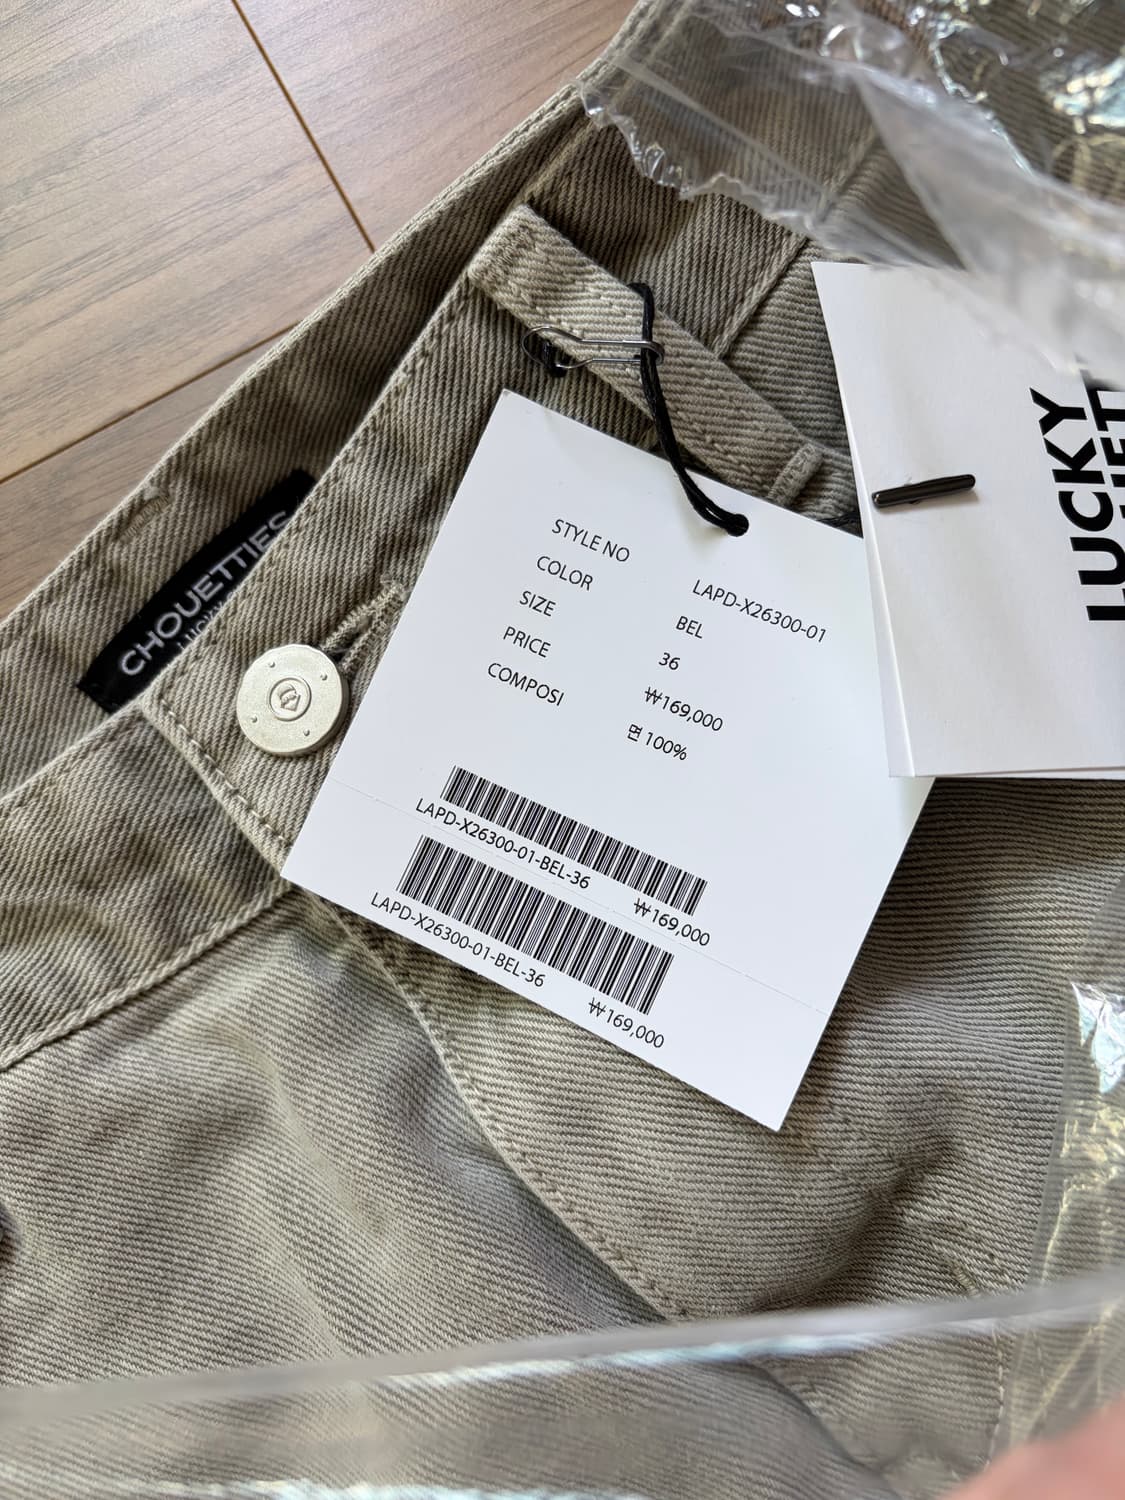 CHOUETTIES
LUCKY
STYLE NO LAPD-X26300-01
COLOR BEL
SIZE 36
PRICE ₩169,000
COMPOSI 면 100%
LAPD-X26300-01-BEL-36 ₩169,000
LAPD-X26300-01-BEL-36 ₩169,000
LUCKY